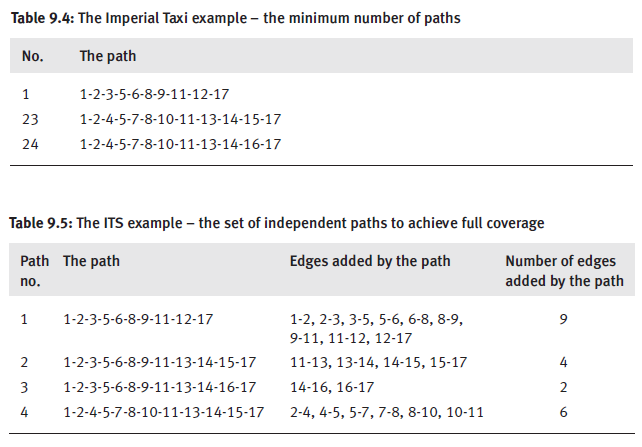 Table 9.4: The Imperial Taxi example – the minimum number of paths
No. The path
1 1-2-3-5-6-8-9-11-12-17
23 1-2-4-5-7-8-10-11-13-14-15-17
24 1-2-4-5-7-8-10-11-13-14-16-17
Table 9.5: The ITS example – the set of independent paths to achieve full coverage
Path The path Edges added by the path Number of edges
no. added by the path
1 1-2-3-5-6-8-9-11-12-17 1-2, 2-3, 3-5, 5-6, 6-8, 8-9, 9
9-11, 11-12, 12-17
2 1-2-3-5-6-8-9-11-13-14-15-17 11-13, 13-14, 14-15, 15-17 4
3 1-2-3-5-6-8-9-11-13-14-16-17 14-16, 16-17 2
4 1-2-4-5-7-8-10-11-13-14-15-17 2-4, 4-5, 5-7, 7-8, 8-10, 10-11 6